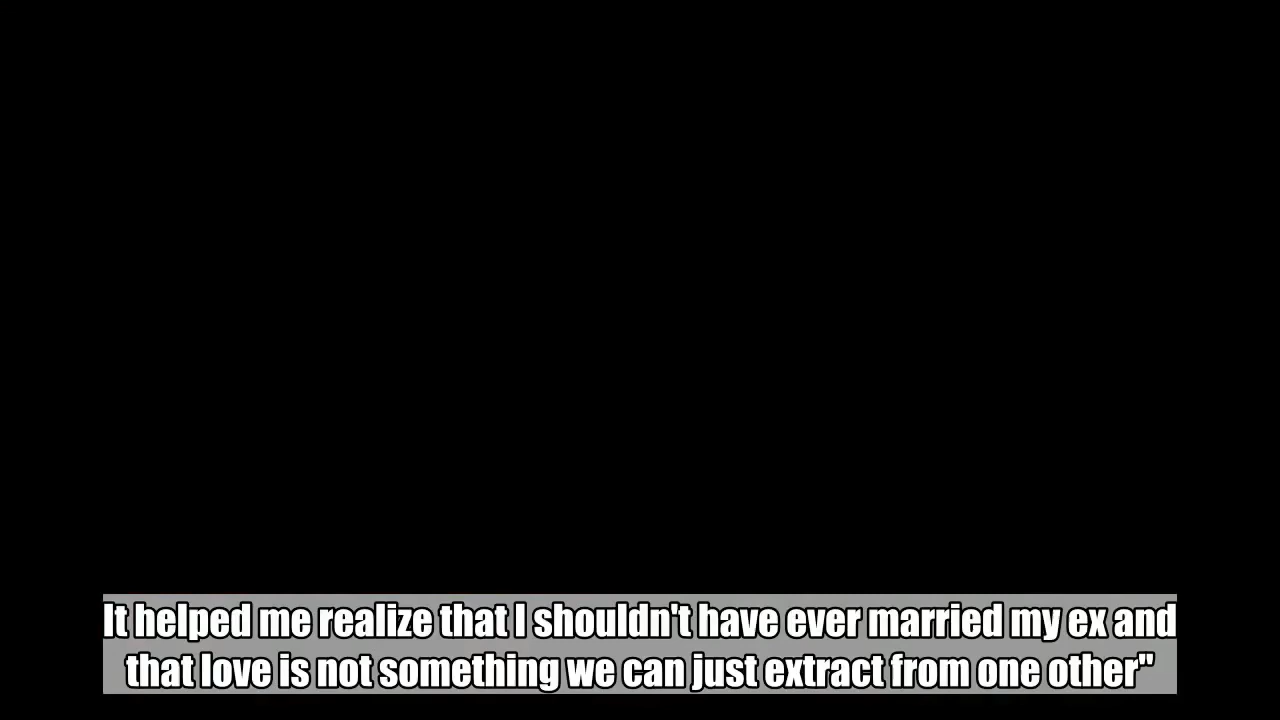 It helped me realize that I shouldn't have ever married my ex and
that love is not something we can just extract from one other"